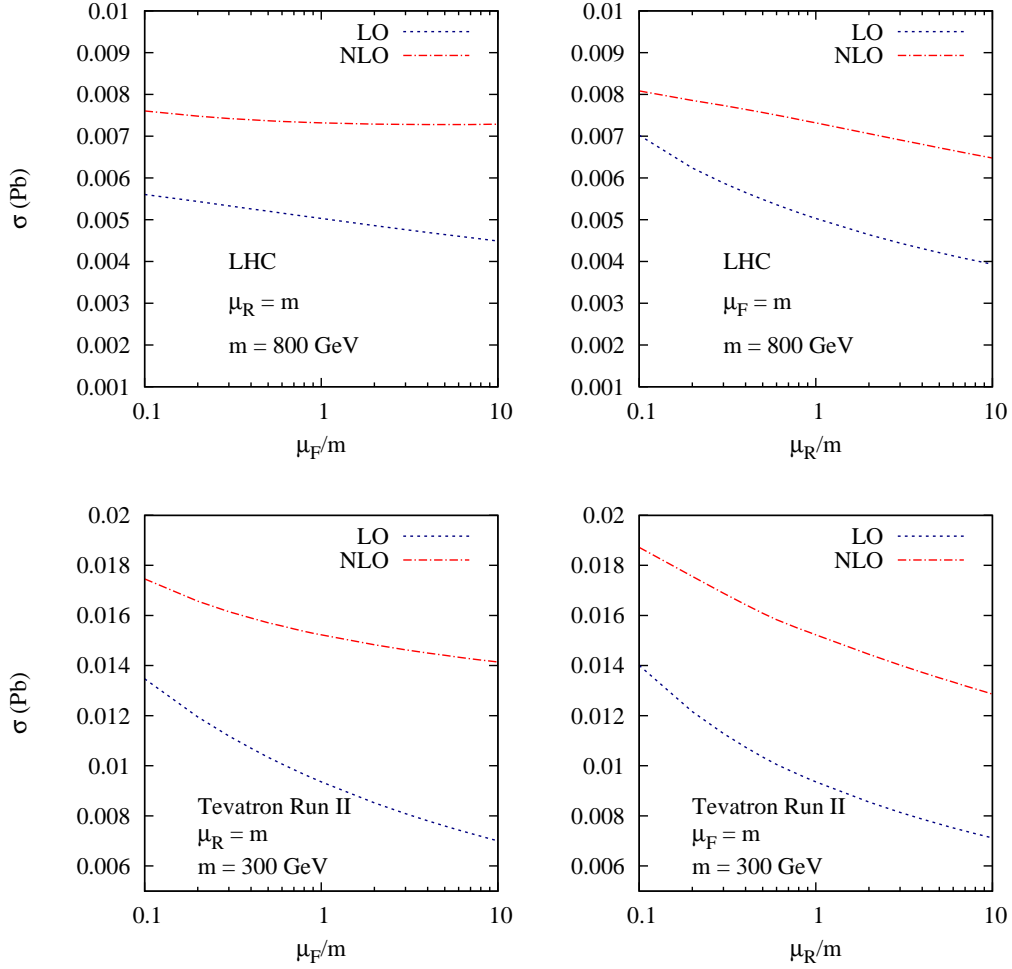 0.01
0.009
0.008
0.007
0.006
0.005
0.004
0.003
0.002
0.001
σ (Pb)
LO
NLO
LHC
μR = m
m = 800 GeV
0.1 1 10
μF/m
0.01
0.009
0.008
0.007
0.006
0.005
0.004
0.003
0.002
0.001
LO
NLO
LHC
μF = m
m = 800 GeV
0.1 1 10
μR/m
0.02
0.018
0.016
0.014
0.012
0.01
0.008
0.006
σ (Pb)
LO
NLO
Tevatron Run II
μR = m
m = 300 GeV
0.1 1 10
μF/m
0.02
0.018
0.016
0.014
0.012
0.01
0.008
0.006
LO
NLO
Tevatron Run II
μF = m
m = 300 GeV
0.1 1 10
μR/m